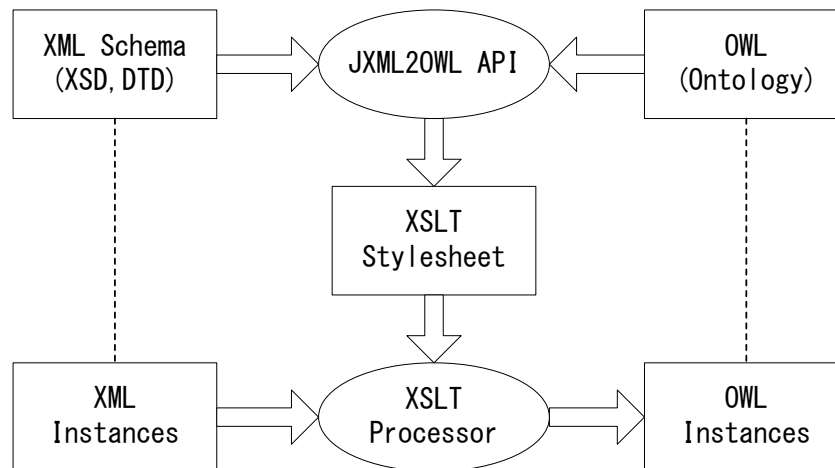 XML Schema
(XSD,DTD)
JXML2OWL API
OWL
(Ontology)
XSLT
Stylesheet
XML
Instances
XSLT
Processor
OWL
Instances